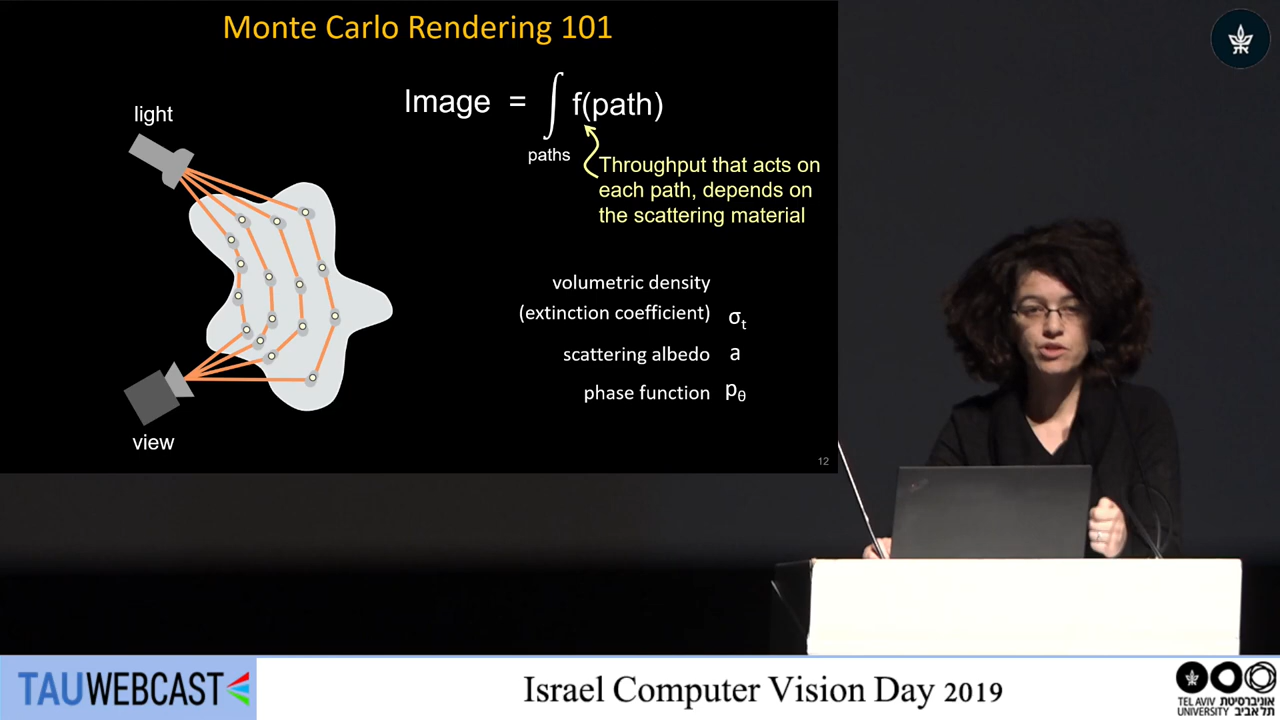 Monte Carlo Rendering 101
light
Image = ∫ f(path)
paths
Throughput that acts on
each path, depends on
the scattering material
volumetric density
(extinction coefficient) σt
scattering albedo a
phase function pθ
view
12
TAUWEBCAST
Israel Computer Vision Day 2019
TEL AVIV אוניברסיטת
UNIVERSITY תל אביב